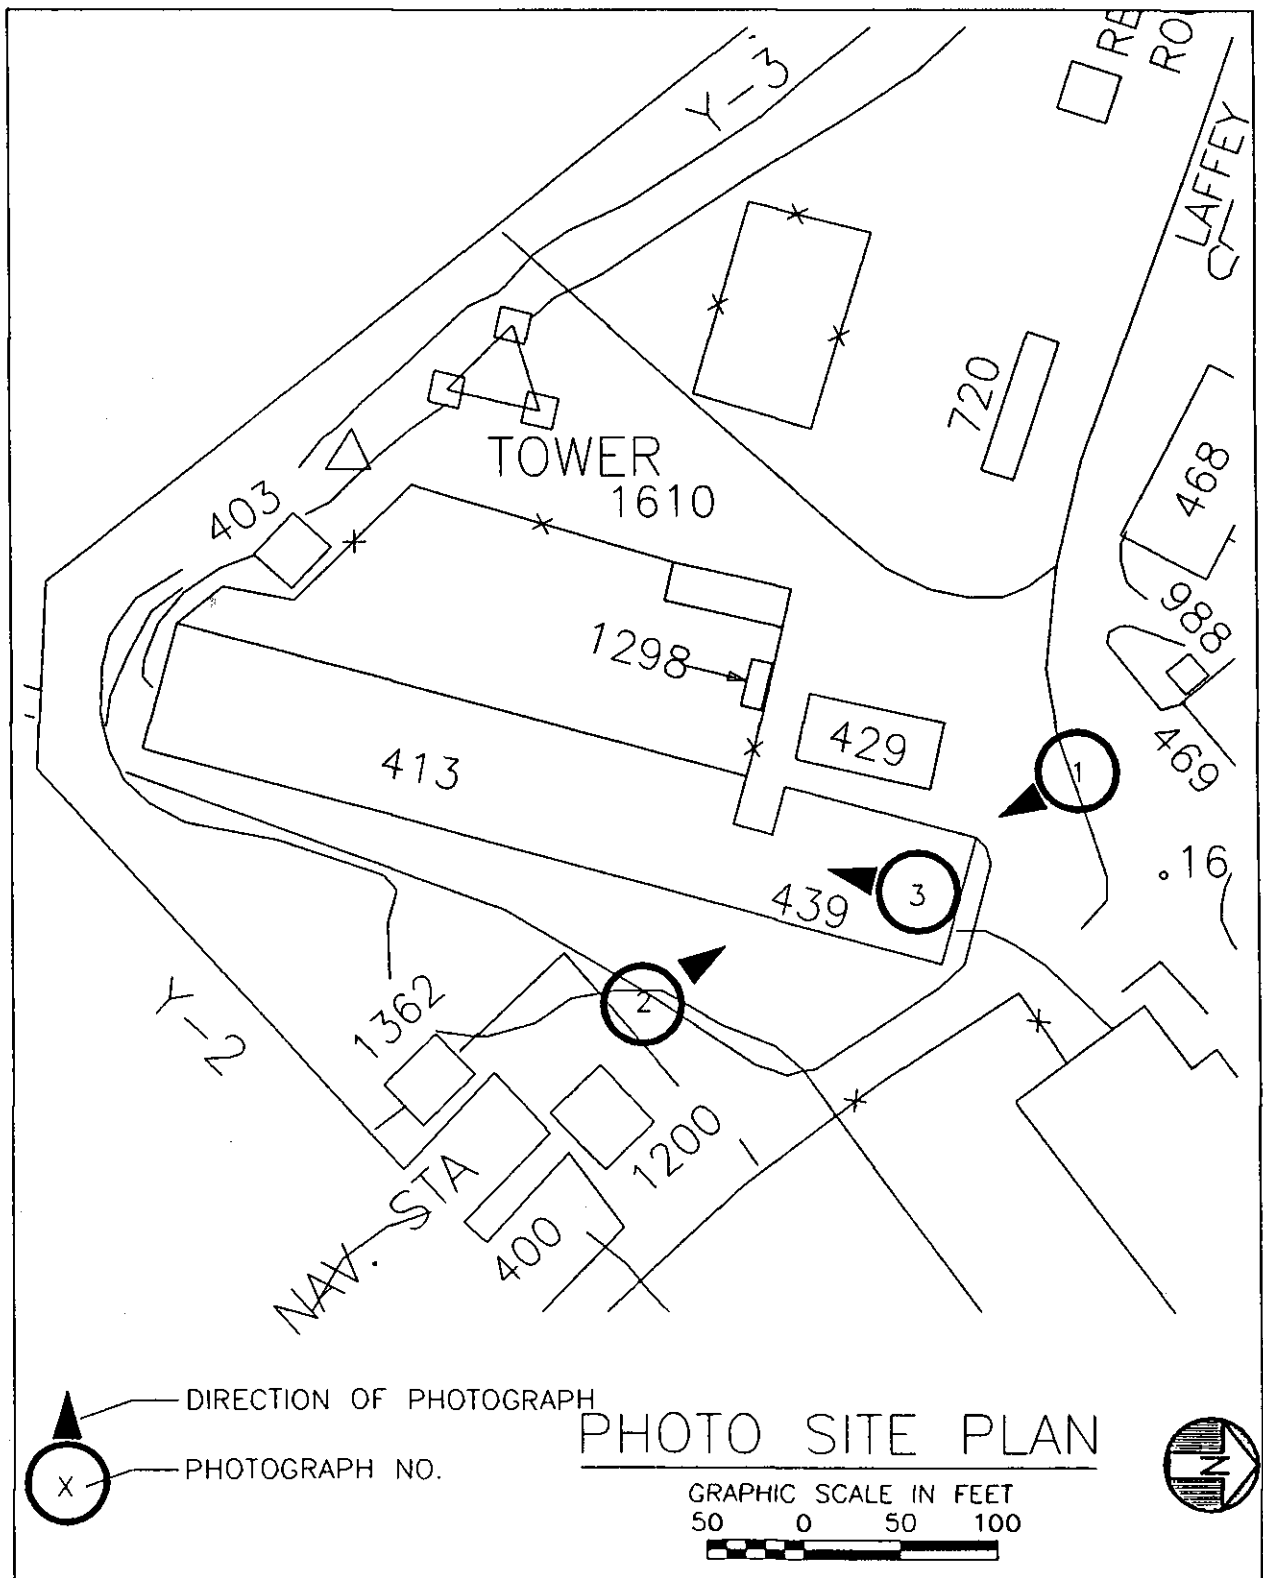 Y-3
RE
RO
LAFFEY
720
468
TOWER
1610
403
988
1298
429
413
469
1
.16
3
439
2
Y-2
1362
1200
NAV. STA
400
DIRECTION OF PHOTOGRAPH
X
PHOTOGRAPH NO.
PHOTO SITE PLAN
GRAPHIC SCALE IN FEET
50 0 50 100
N